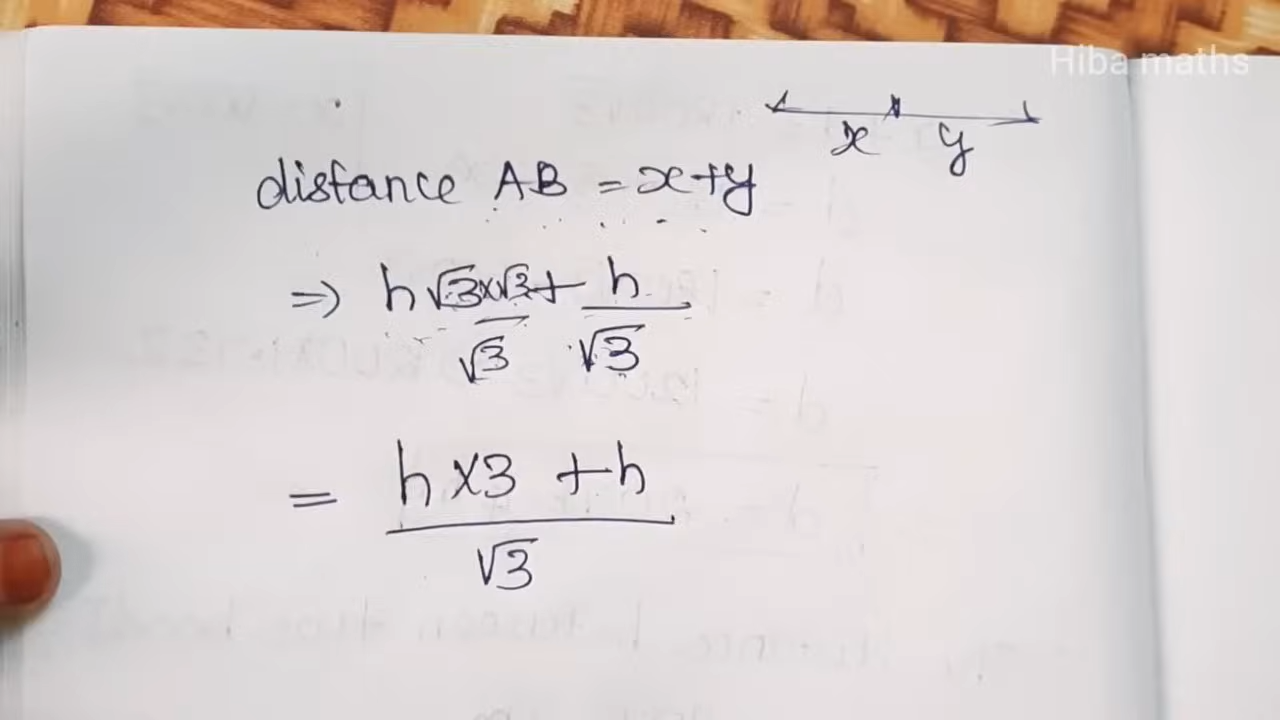 Hiba maths
x y
distance AB = x+y
⇒ h √3×√3/√3 + h/√3
= (h×3 + h)/√3